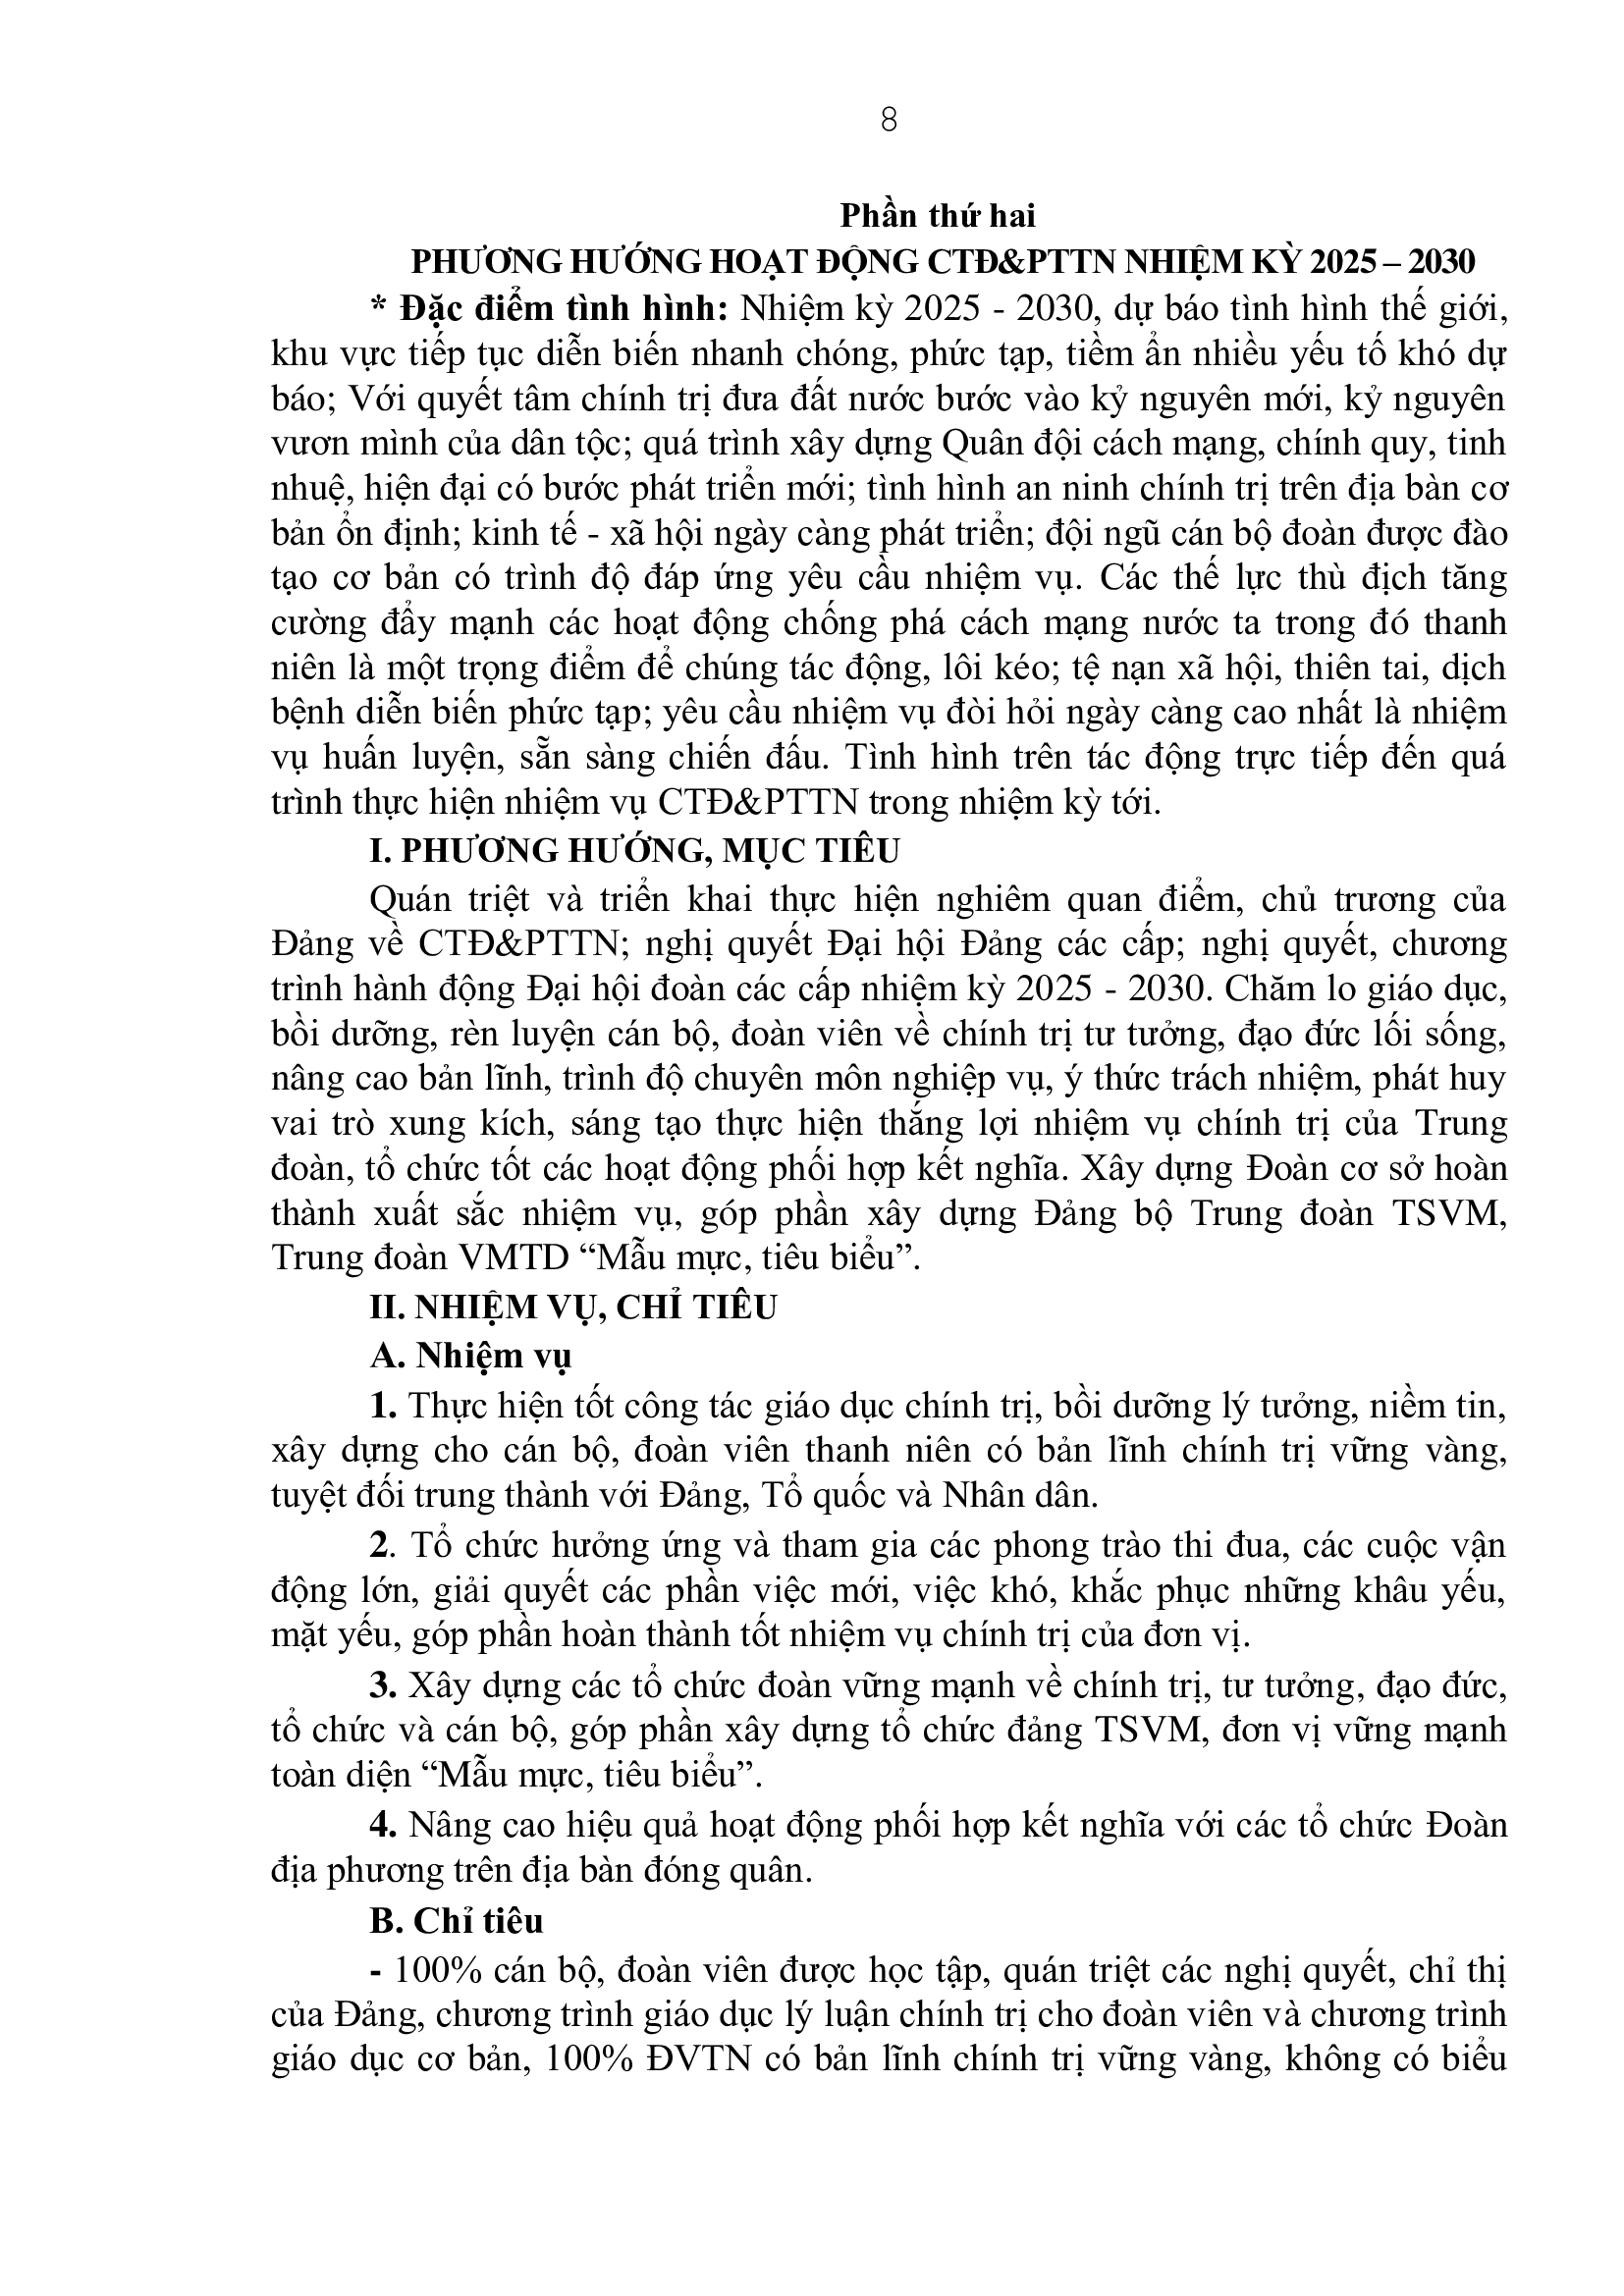 8
Phần thứ hai
PHƯƠNG HƯỚNG HOẠT ĐỘNG CTĐ&PTTN NHIỆM KỲ 2025 – 2030
* Đặc điểm tình hình: Nhiệm kỳ 2025 - 2030, dự báo tình hình thế giới,
khu vực tiếp tục diễn biến nhanh chóng, phức tạp, tiềm ẩn nhiều yếu tố khó dự
báo; Với quyết tâm chính trị đưa đất nước bước vào kỷ nguyên mới, kỷ nguyên
vươn mình của dân tộc; quá trình xây dựng Quân đội cách mạng, chính quy, tinh
nhuệ, hiện đại có bước phát triển mới; tình hình an ninh chính trị trên địa bàn cơ
bản ổn định; kinh tế - xã hội ngày càng phát triển; đội ngũ cán bộ đoàn được đào
tạo cơ bản có trình độ đáp ứng yêu cầu nhiệm vụ. Các thế lực thù địch tăng
cường đẩy mạnh các hoạt động chống phá cách mạng nước ta trong đó thanh
niên là một trọng điểm để chúng tác động, lôi kéo; tệ nạn xã hội, thiên tai, dịch
bệnh diễn biến phức tạp; yêu cầu nhiệm vụ đòi hỏi ngày càng cao nhất là nhiệm
vụ huấn luyện, sẵn sàng chiến đấu. Tình hình trên tác động trực tiếp đến quá
trình thực hiện nhiệm vụ CTĐ&PTTN trong nhiệm kỳ tới.
I. PHƯƠNG HƯỚNG, MỤC TIÊU
Quán triệt và triển khai thực hiện nghiêm quan điểm, chủ trương của
Đảng về CTĐ&PTTN; nghị quyết Đại hội Đảng các cấp; nghị quyết, chương
trình hành động Đại hội đoàn các cấp nhiệm kỳ 2025 - 2030. Chăm lo giáo dục,
bồi dưỡng, rèn luyện cán bộ, đoàn viên về chính trị tư tưởng, đạo đức lối sống,
nâng cao bản lĩnh, trình độ chuyên môn nghiệp vụ, ý thức trách nhiệm, phát huy
vai trò xung kích, sáng tạo thực hiện thắng lợi nhiệm vụ chính trị của Trung
đoàn, tổ chức tốt các hoạt động phối hợp kết nghĩa. Xây dựng Đoàn cơ sở hoàn
thành xuất sắc nhiệm vụ, góp phần xây dựng Đảng bộ Trung đoàn TSVM,
Trung đoàn VMTD “Mẫu mực, tiêu biểu”.
II. NHIỆM VỤ, CHỈ TIÊU
A. Nhiệm vụ
1. Thực hiện tốt công tác giáo dục chính trị, bồi dưỡng lý tưởng, niềm tin,
xây dựng cho cán bộ, đoàn viên thanh niên có bản lĩnh chính trị vững vàng,
tuyệt đối trung thành với Đảng, Tổ quốc và Nhân dân.
2. Tổ chức hưởng ứng và tham gia các phong trào thi đua, các cuộc vận
động lớn, giải quyết các phần việc mới, việc khó, khắc phục những khâu yếu,
mặt yếu, góp phần hoàn thành tốt nhiệm vụ chính trị của đơn vị.
3. Xây dựng các tổ chức đoàn vững mạnh về chính trị, tư tưởng, đạo đức,
tổ chức và cán bộ, góp phần xây dựng tổ chức đảng TSVM, đơn vị vững mạnh
toàn diện “Mẫu mực, tiêu biểu”.
4. Nâng cao hiệu quả hoạt động phối hợp kết nghĩa với các tổ chức Đoàn
địa phương trên địa bàn đóng quân.
B. Chỉ tiêu
- 100% cán bộ, đoàn viên được học tập, quán triệt các nghị quyết, chỉ thị
của Đảng, chương trình giáo dục lý luận chính trị cho đoàn viên và chương trình
giáo dục cơ bản, 100% ĐVTN có bản lĩnh chính trị vững vàng, không có biểu